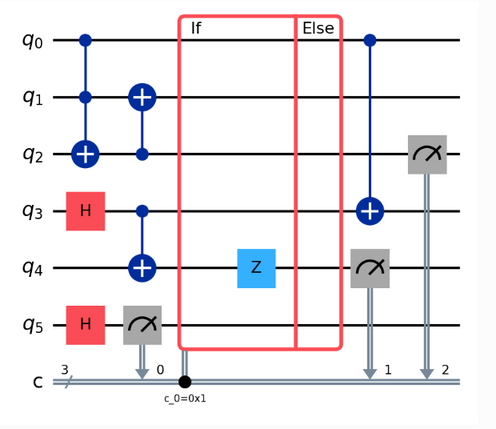 If Else
q0
q1
q2
q3 H
q4 Z
q5 H
c 3 0 1 2
c_0=0x1